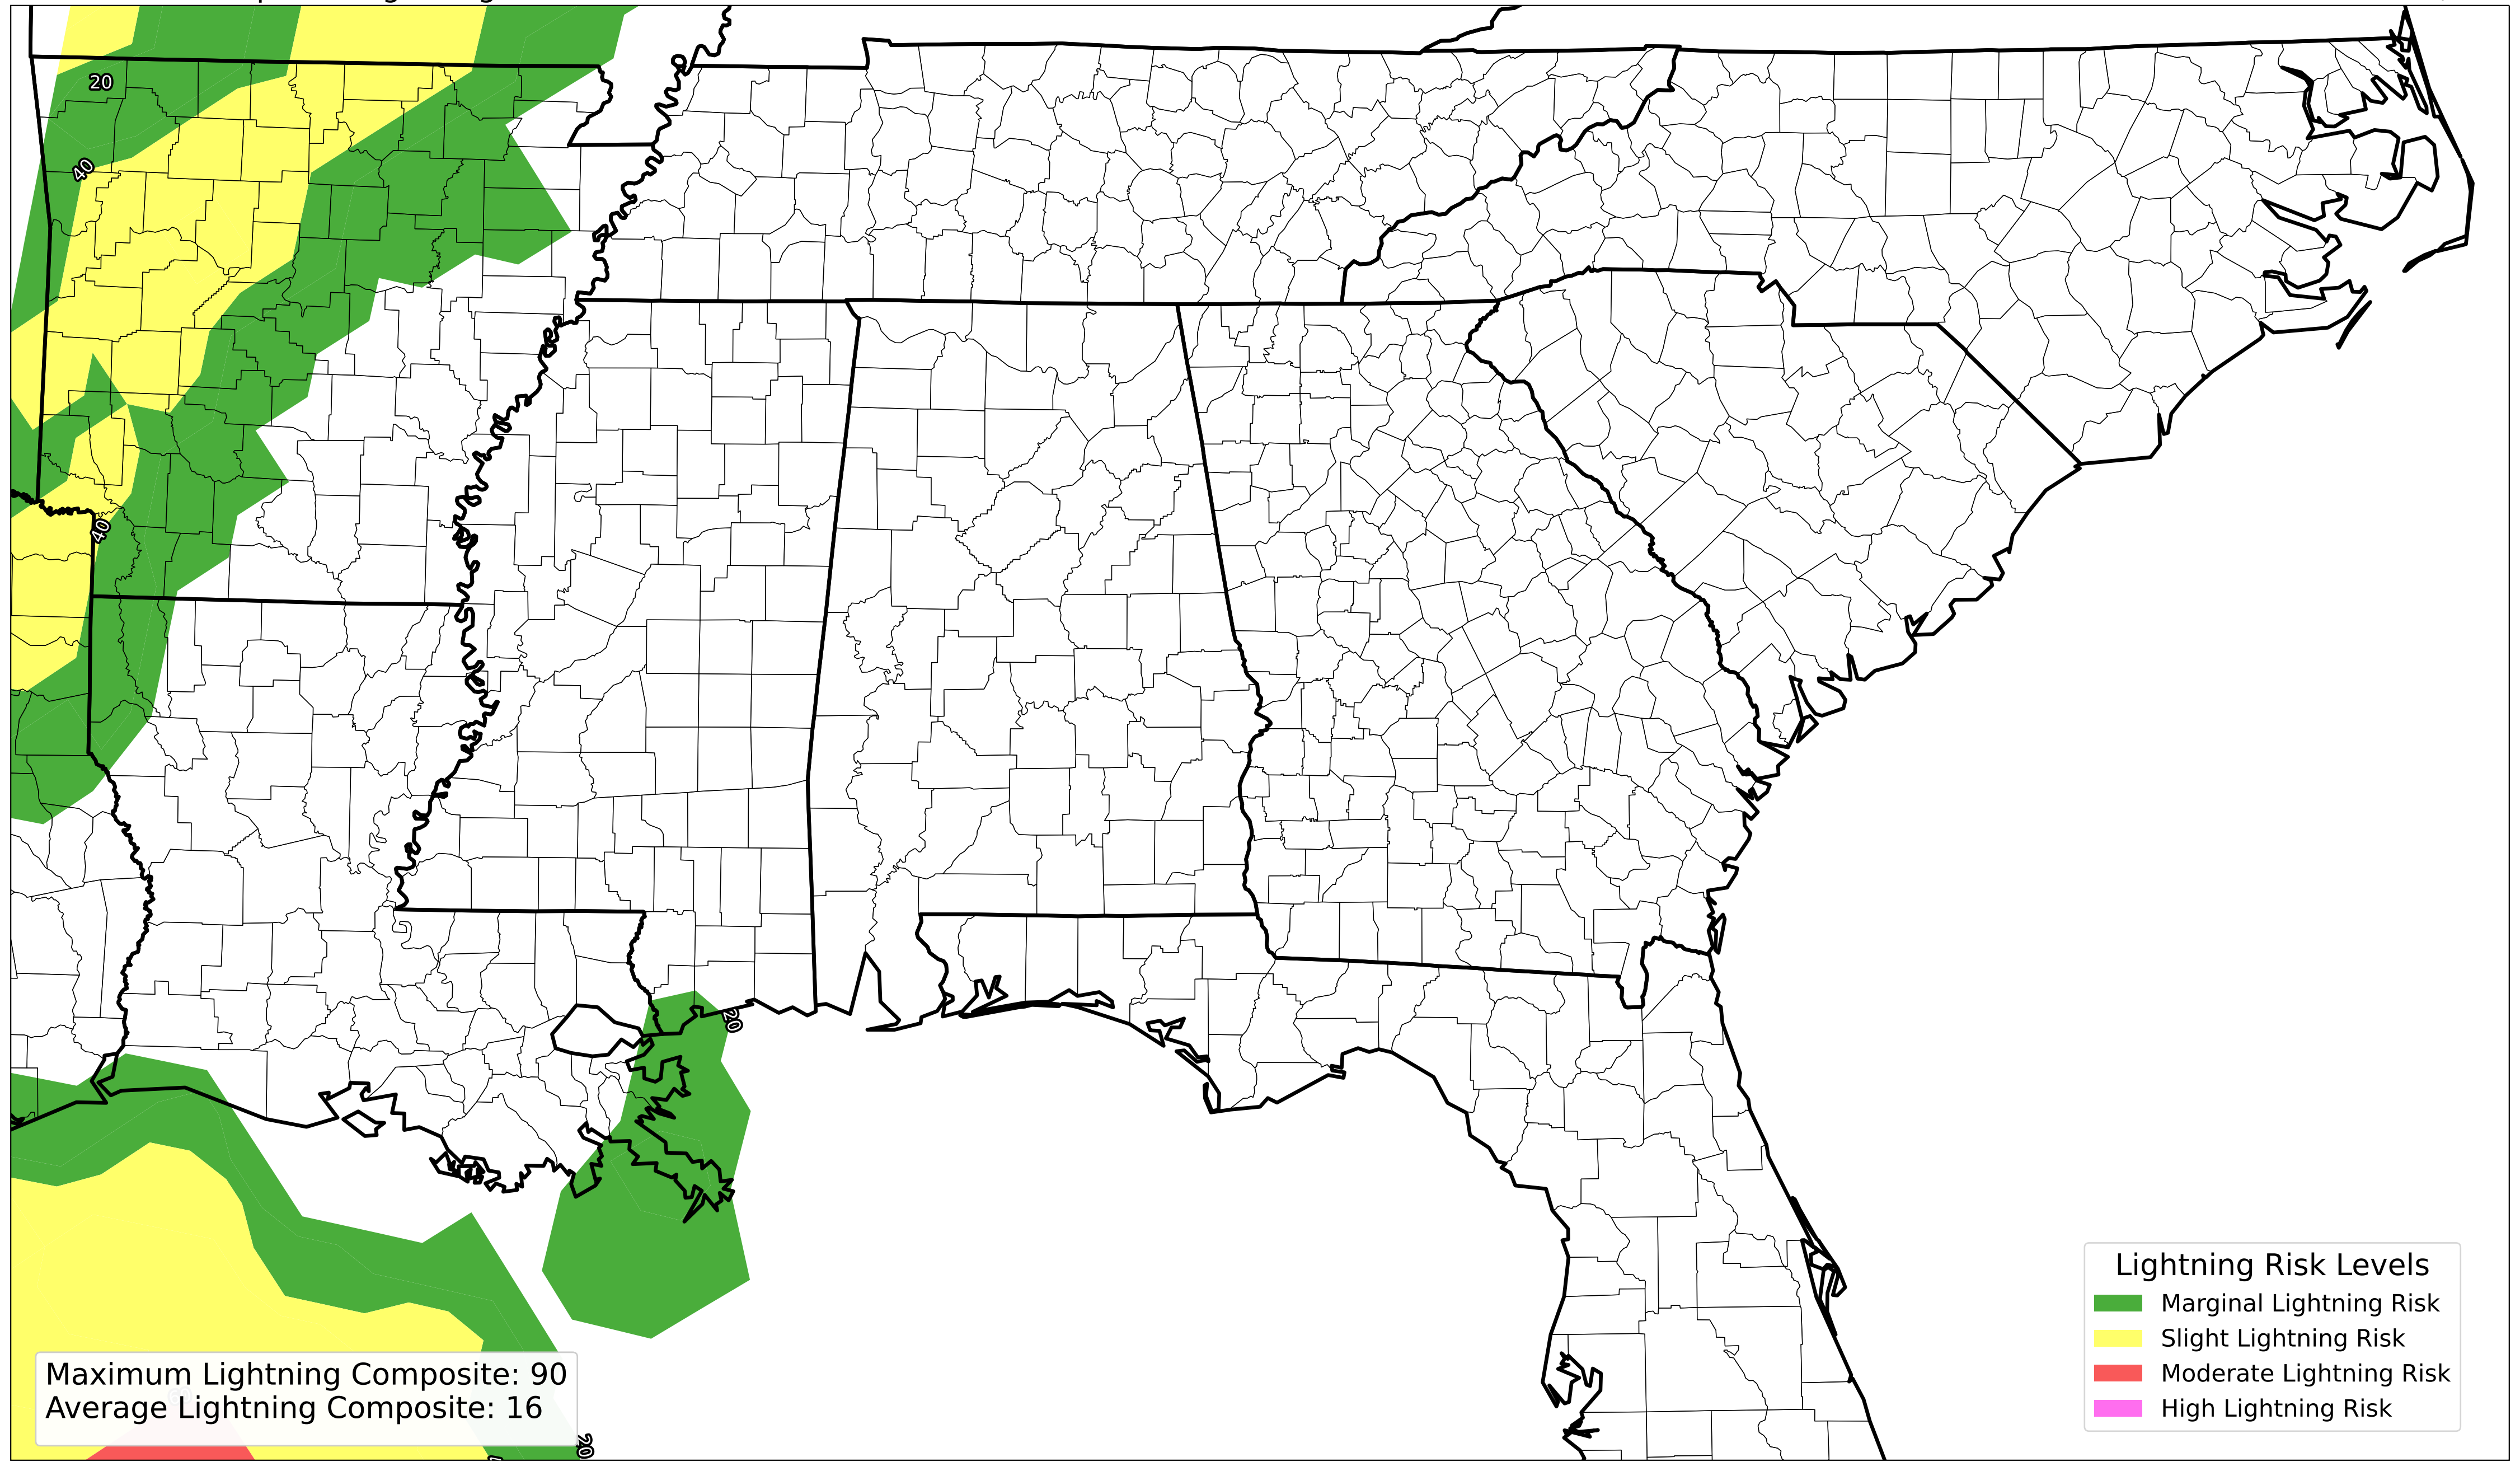 20
40
40
20
Lightning Risk Levels
Marginal Lightning Risk
Slight Lightning Risk
Moderate Lightning Risk
High Lightning Risk
Maximum Lightning Composite: 90
Average Lightning Composite: 16
20